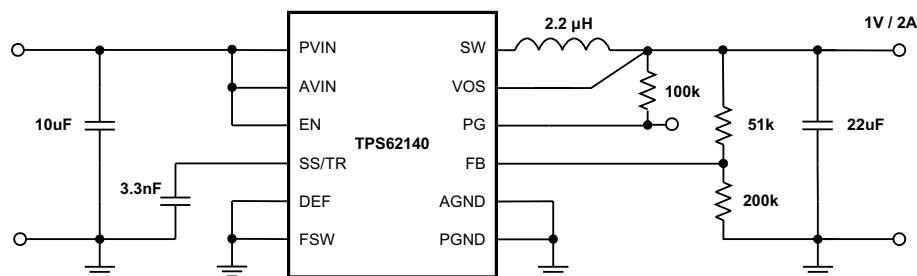 2.2 µH
1V / 2A
PVIN
SW
AVIN
VOS
100k
10uF
EN
PG
51k
22uF
TPS62140
SS/TR
FB
3.3nF
DEF
AGND
200k
FSW
PGND